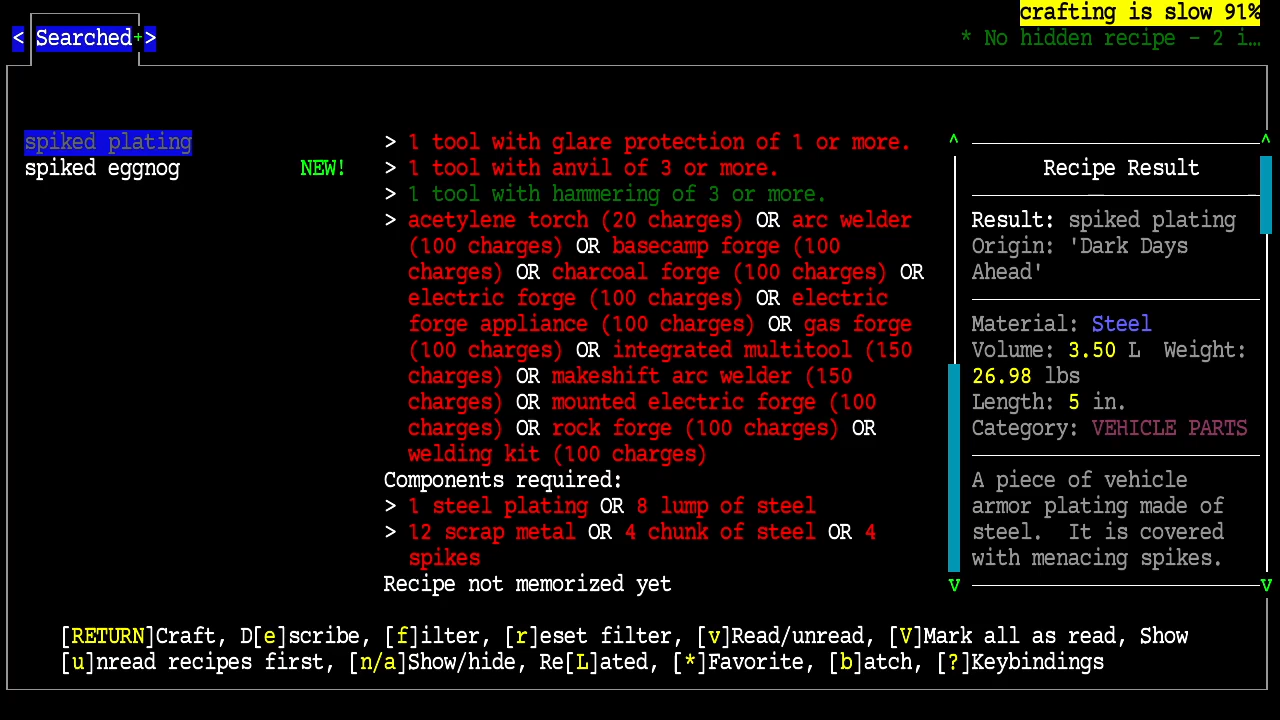 crafting is slow 91%
< Searched+ >
* No hidden recipe - 2 i…
spiked plating
spiked eggnog NEW!
> 1 tool with glare protection of 1 or more.
> 1 tool with anvil of 3 or more.
> 1 tool with hammering of 3 or more.
> acetylene torch (20 charges) OR arc welder
(100 charges) OR basecamp forge (100
charges) OR charcoal forge (100 charges) OR
electric forge (100 charges) OR electric
forge appliance (100 charges) OR gas forge
(100 charges) OR integrated multitool (150
charges) OR makeshift arc welder (150
charges) OR mounted electric forge (100
charges) OR rock forge (100 charges) OR
welding kit (100 charges)
Components required:
> 1 steel plating OR 8 lump of steel
> 12 scrap metal OR 4 chunk of steel OR 4
spikes
Recipe not memorized yet
^
v
^
Recipe Result
Result: spiked plating
Origin: 'Dark Days
Ahead'
Material: Steel
Volume: 3.50 L Weight:
26.98 lbs
Length: 5 in.
Category: VEHICLE PARTS
A piece of vehicle
armor plating made of
steel. It is covered
with menacing spikes.
v
[RETURN]Craft, D[e]scribe, [f]ilter, [r]eset filter, [v]Read/unread, [V]Mark all as read, Show
[u]nread recipes first, [n/a]Show/hide, Re[L]ated, [*]Favorite, [b]atch, [?]Keybindings